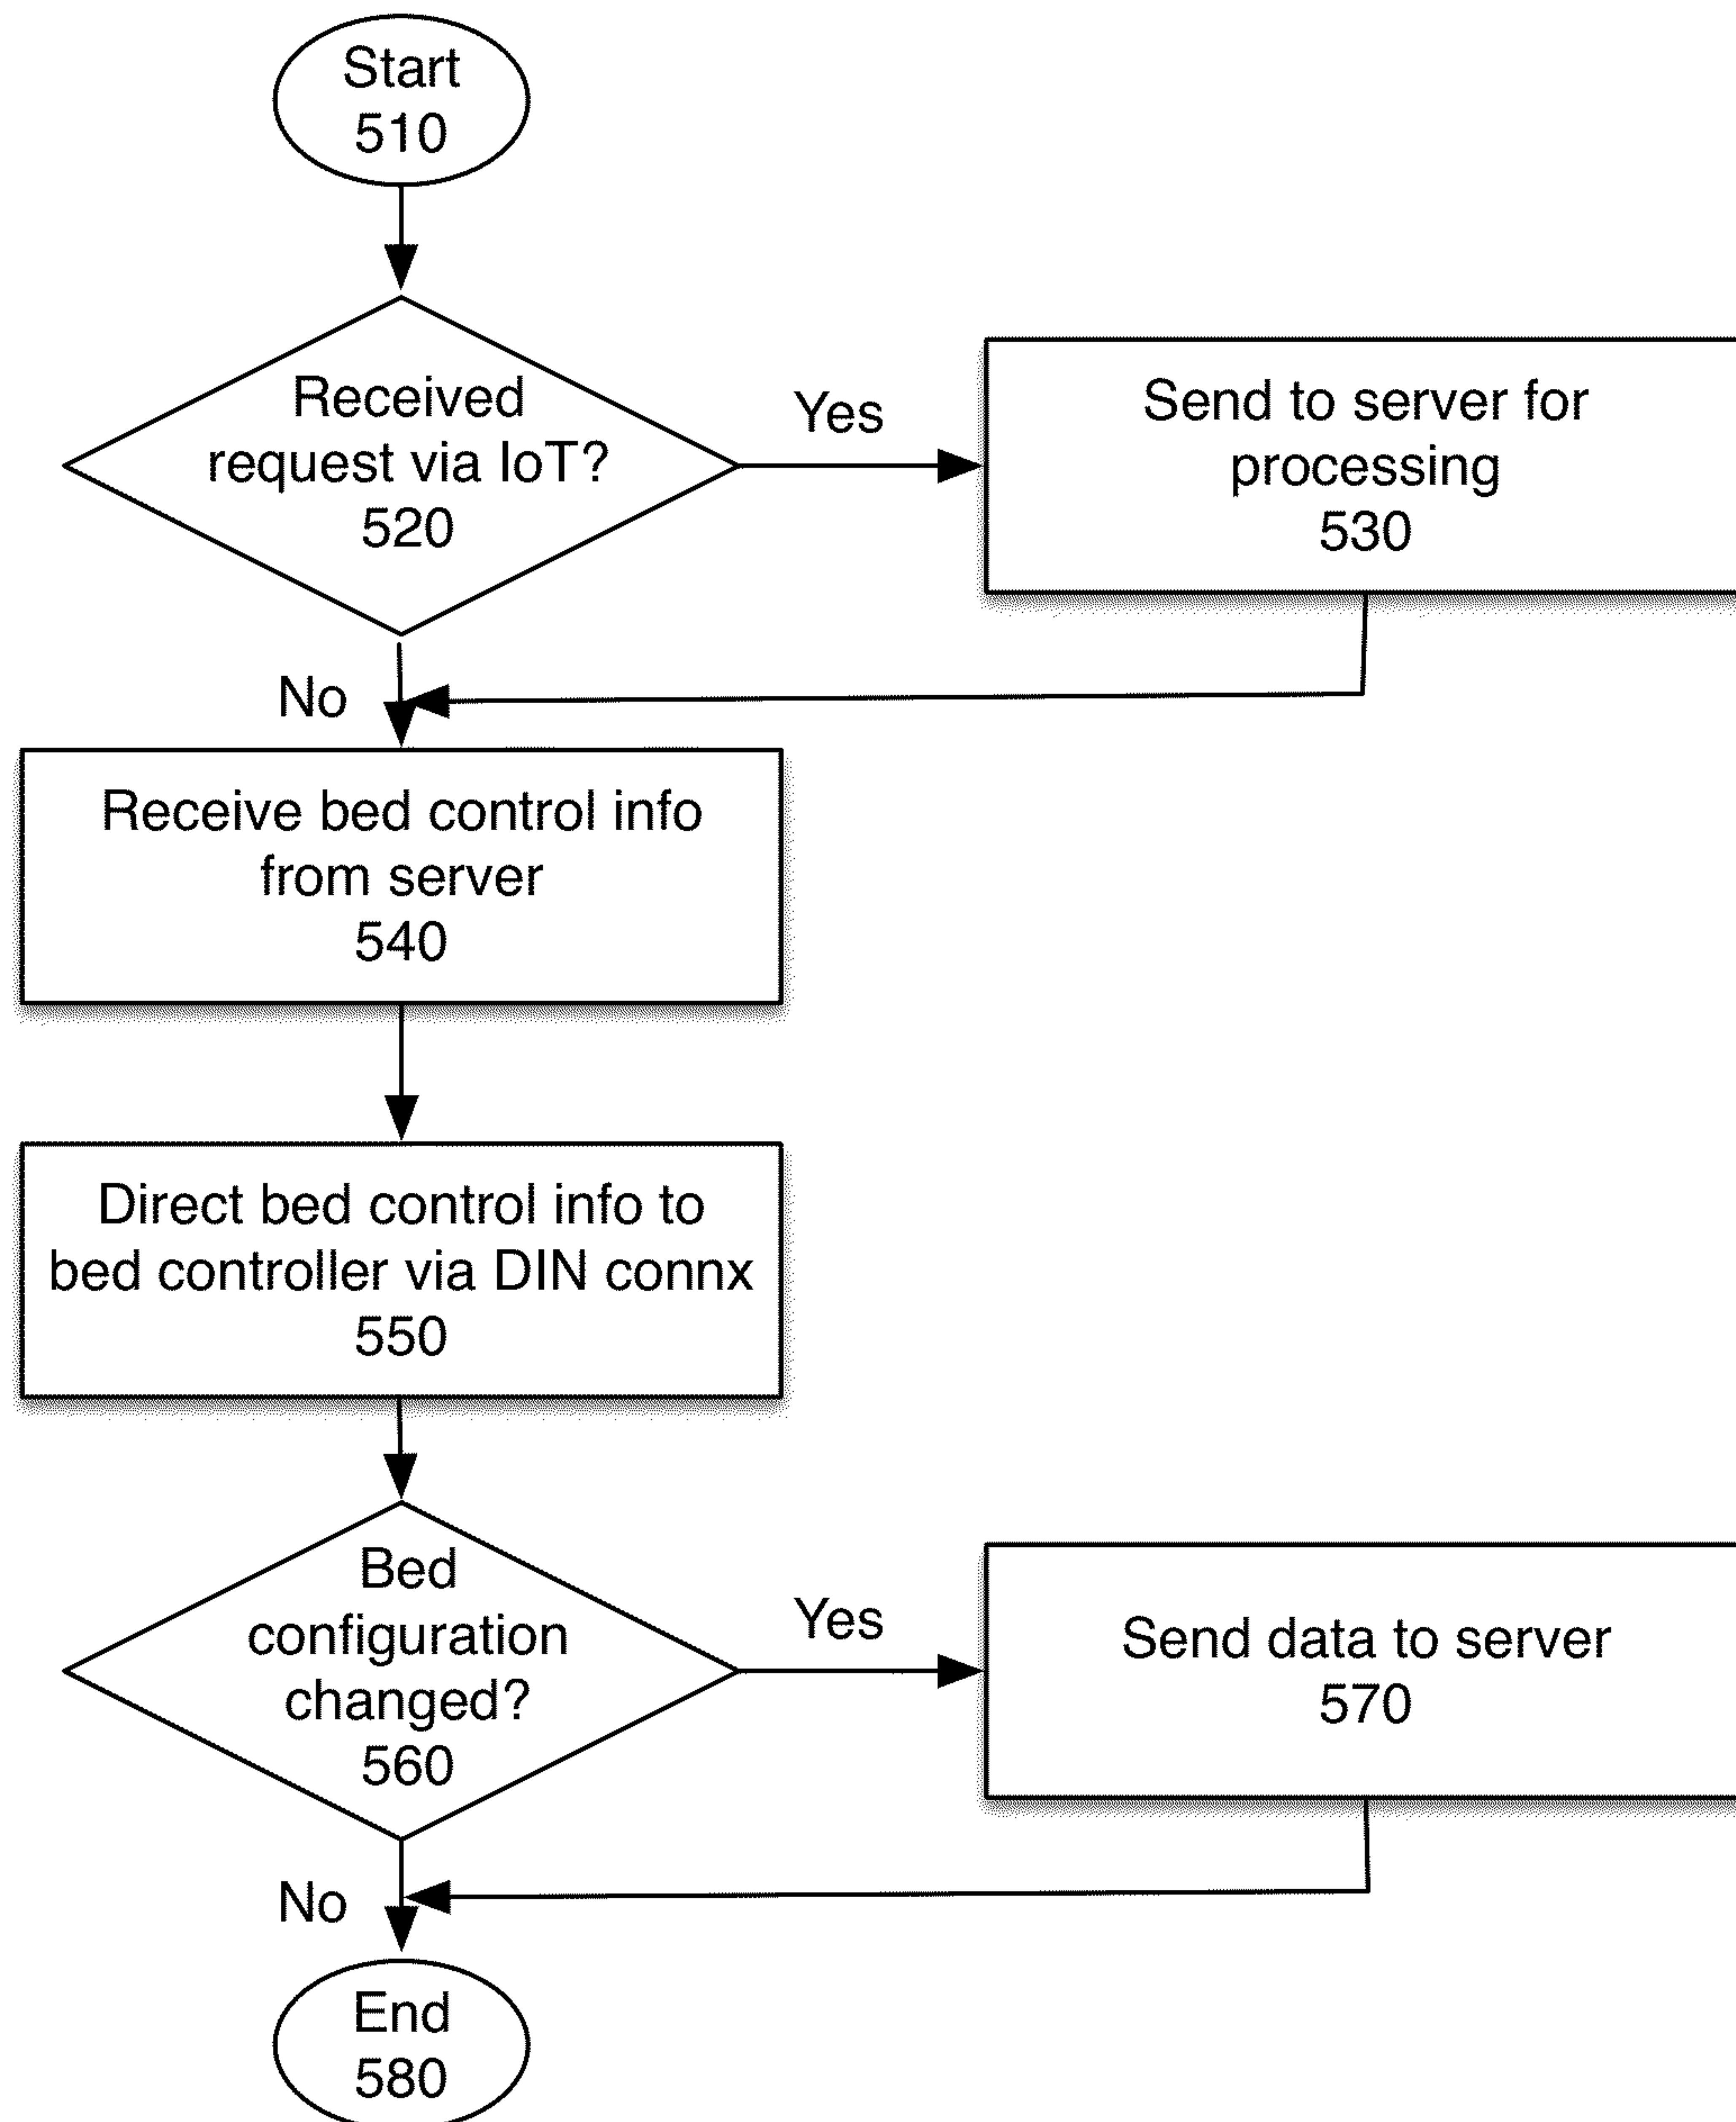 Start
510
Received
request via IoT?
520
Yes
Send to server for
processing
530
No
Receive bed control info
from server
540
Direct bed control info to
bed controller via DIN connx
550
Bed
configuration
changed?
560
Yes
Send data to server
570
No
End
580